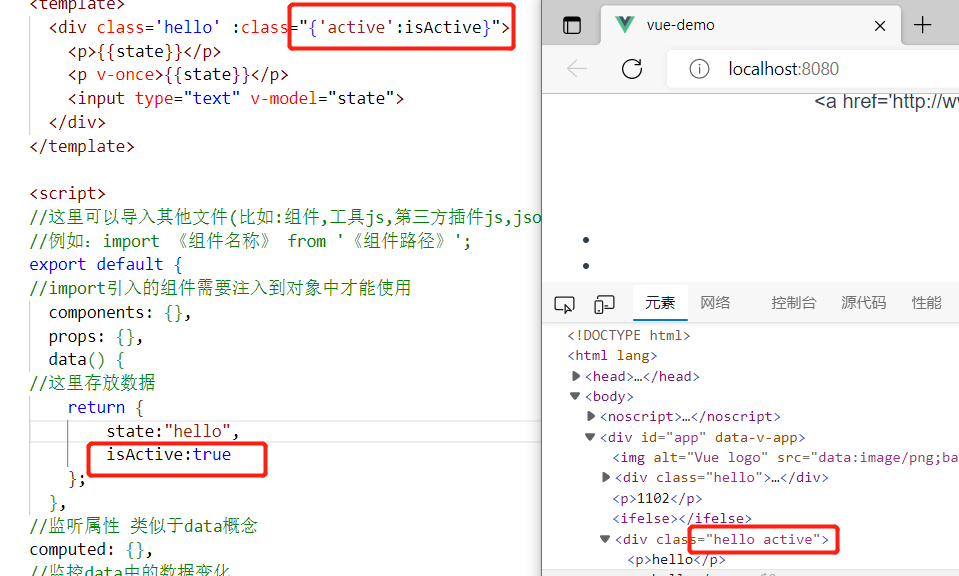 <template>
<div class='hello' :class="{'active':isActive}">
<p>{{state}}</p>
<p v-once>{{state}}</p>
<input type="text" v-model="state">
</div>
</template>
<script>
//这里可以导入其他文件(比如:组件,工具js,第三方插件js,jso
//例如: import 《组件名称》 from '《组件路径》';
export default {
//import引入的组件需要注入到对象中才能使用
components: {},
props: {},
data() {
//这里存放数据
return {
state:"hello",
isActive:true
};
},
//监听属性 类似于data概念
computed: {},
//监控data中的数据变化
vue-demo
localhost:8080
<a href='http://w
元素 网络 控制台 源代码 性能
<!DOCTYPE html>
<html lang>
<head>…</head>
<body>
<noscript>…</noscript>
<div id="app" data-v-app>
<img alt="Vue logo" src="data:image/png;ba
<div class="hello">…</div>
<p>1102</p>
<ifelse></ifelse>
<div class="hello active">
<p>hello</p>